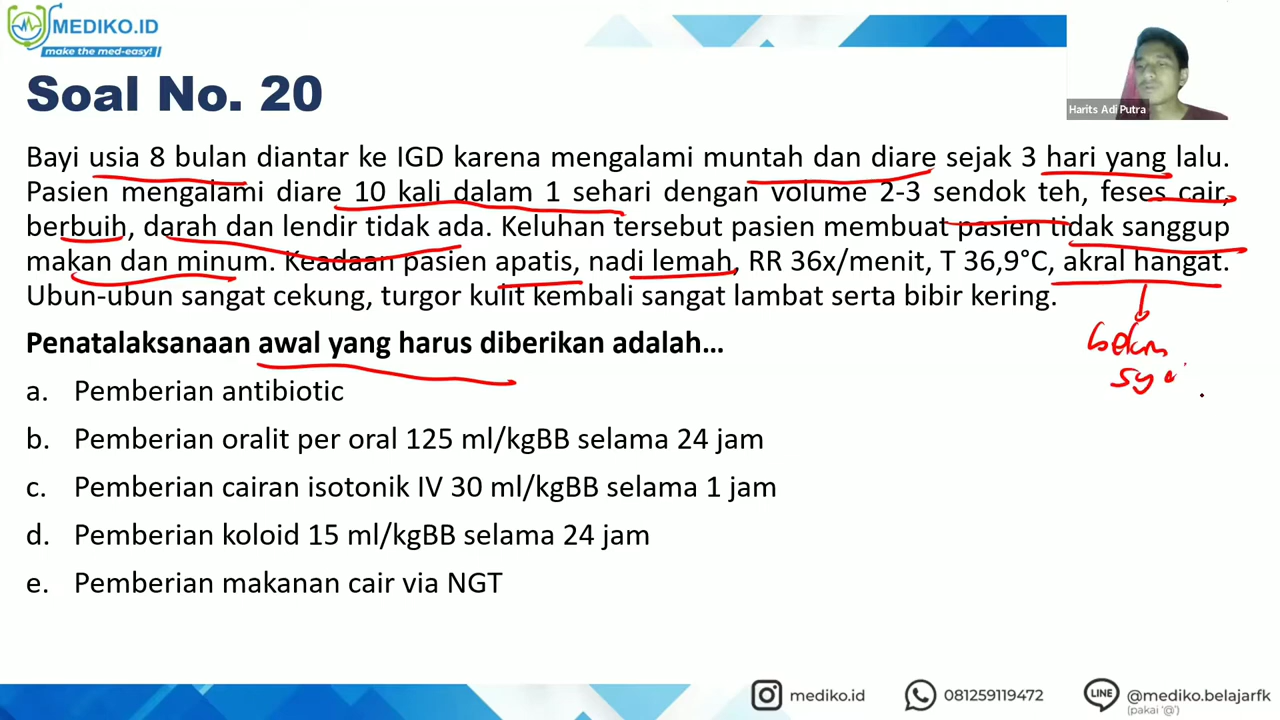 MEDIKO.ID
make the med-easy!
Harits Adi Putra
Soal No. 20
Bayi usia 8 bulan diantar ke IGD karena mengalami muntah dan diare sejak 3 hari yang lalu.
Pasien mengalami diare 10 kali dalam 1 sehari dengan volume 2-3 sendok teh, feses cair,
berbuih, darah dan lendir tidak ada. Keluhan tersebut pasien membuat pasien tidak sanggup
makan dan minum. Keadaan pasien apatis, nadi lemah, RR 36x/menit, T 36,9°C, akral hangat.
Ubun-ubun sangat cekung, turgor kulit kembali sangat lambat serta bibir kering.
Penatalaksanaan awal yang harus diberikan adalah...
a. Pemberian antibiotic
b. Pemberian oralit per oral 125 ml/kgBB selama 24 jam
c. Pemberian cairan isotonik IV 30 ml/kgBB selama 1 jam
d. Pemberian koloid 15 ml/kgBB selama 24 jam
e. Pemberian makanan cair via NGT
mediko.id
081259119472
LINE
@mediko.belajarfk
(pakai '@')